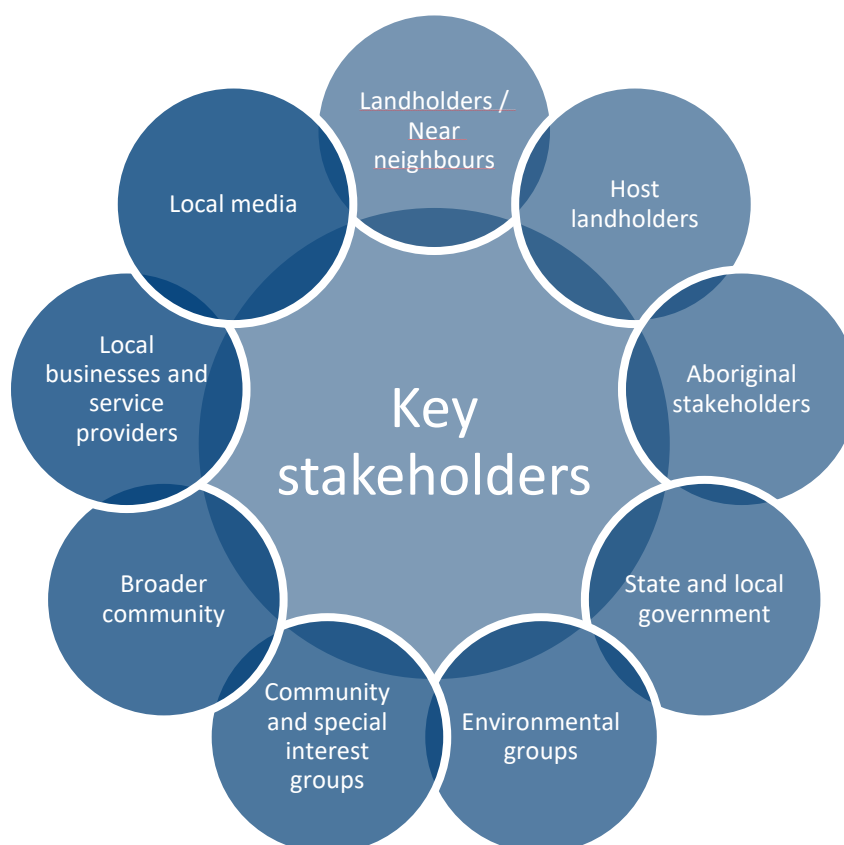 Landholders /
Near
neighbours
Host
landholders
Aboriginal
stakeholders
State and local
government
Environmental
groups
Community
and special
interest
groups
Broader
community
Local
businesses and
service
providers
Local media
Key
stakeholders